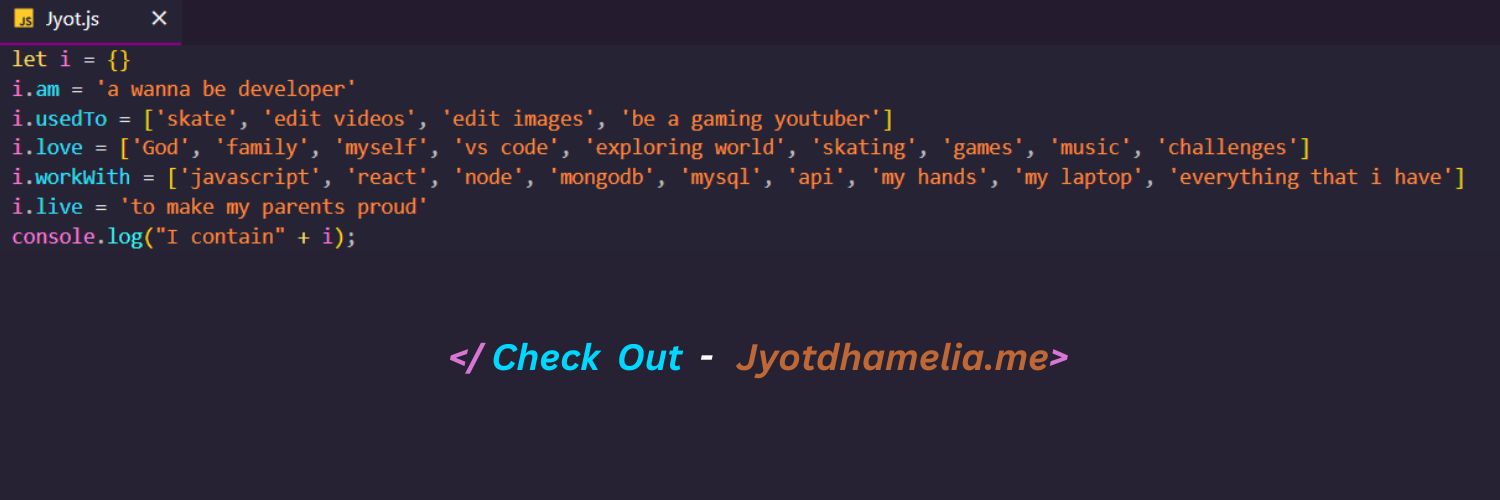 JS Jyot.js ✕
let i = {}
i.am = 'a wanna be developer'
i.usedTo = ['skate', 'edit videos', 'edit images', 'be a gaming youtuber']
i.love = ['God', 'family', 'myself', 'vs code', 'exploring world', 'skating', 'games', 'music', 'challenges']
i.workWith = ['javascript', 'react', 'node', 'mongodb', 'mysql', 'api', 'my hands', 'my laptop', 'everything that i have']
i.live = 'to make my parents proud'
console.log("I contain" + i);
</ Check Out - Jyotdhamelia.me>